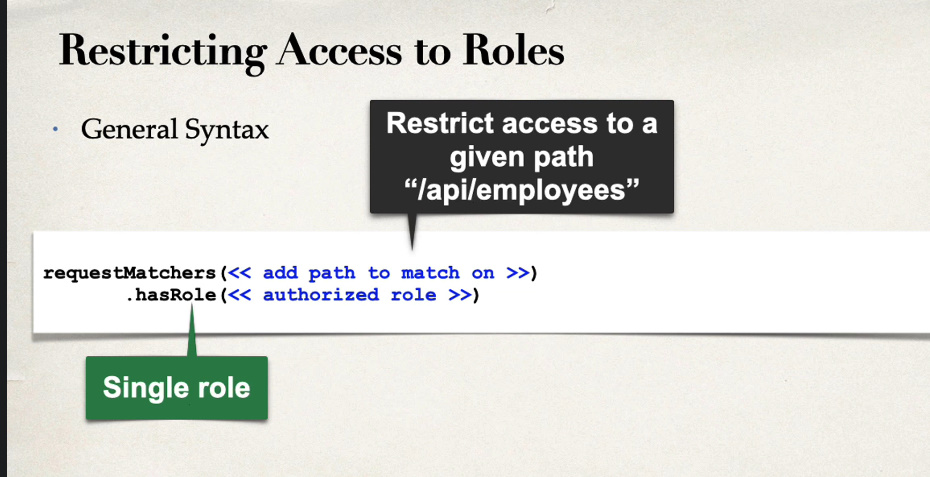 Restricting Access to Roles
• General Syntax
Restrict access to a
given path
“/api/employees”
requestMatchers(<< add path to match on >>)
.hasRole(<< authorized role >>)
Single role